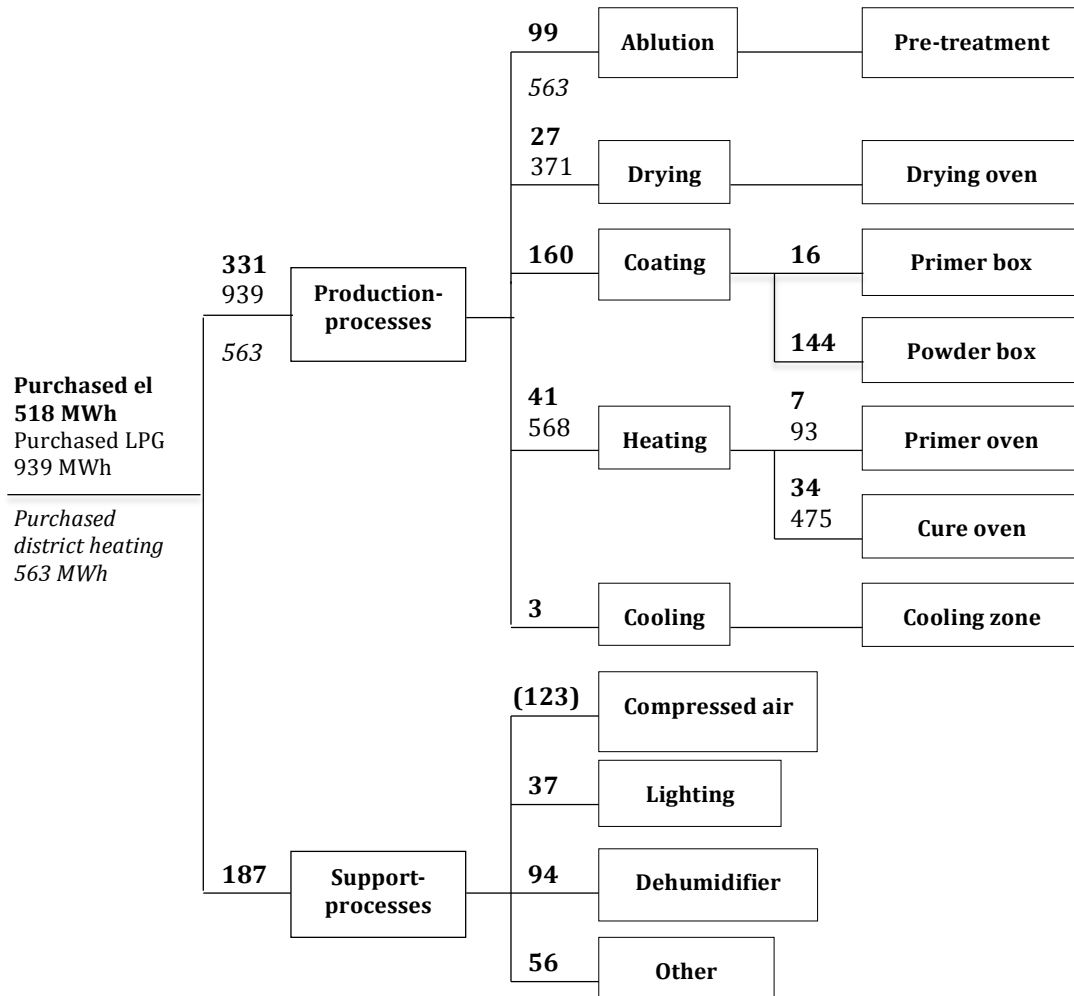 99
Ablution
Pre-treatment
563
27
371
Drying
Drying oven
160
Coating
16
Primer box
331
939
Production-
processes
563
144
Powder box
Purchased el
518 MWh
Purchased LPG
939 MWh
41
568
Heating
7
93
Primer oven
34
475
Cure oven
Purchased
district heating
563 MWh
3
Cooling
Cooling zone
(123)
Compressed air
37
Lighting
187
Support-
processes
94
Dehumidifier
56
Other